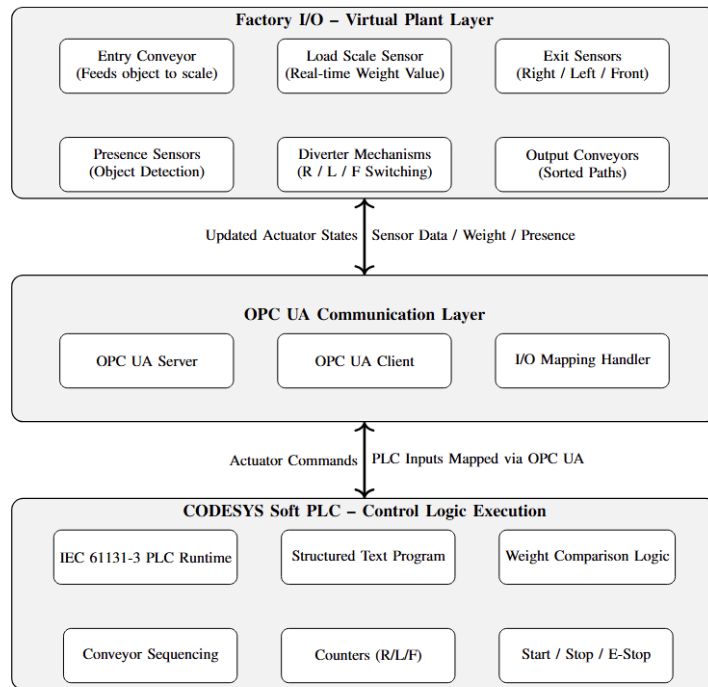 Factory I/O – Virtual Plant Layer
Entry Conveyor
(Feeds object to scale)
Load Scale Sensor
(Real-time Weight Value)
Exit Sensors
(Right / Left / Front)
Presence Sensors
(Object Detection)
Diverter Mechanisms
(R / L / F Switching)
Output Conveyors
(Sorted Paths)
Updated Actuator States
Sensor Data / Weight / Presence
OPC UA Communication Layer
OPC UA Server
OPC UA Client
I/O Mapping Handler
Actuator Commands
PLC Inputs Mapped via OPC UA
CODESYS Soft PLC – Control Logic Execution
IEC 61131-3 PLC Runtime
Structured Text Program
Weight Comparison Logic
Conveyor Sequencing
Counters (R/L/F)
Start / Stop / E-Stop